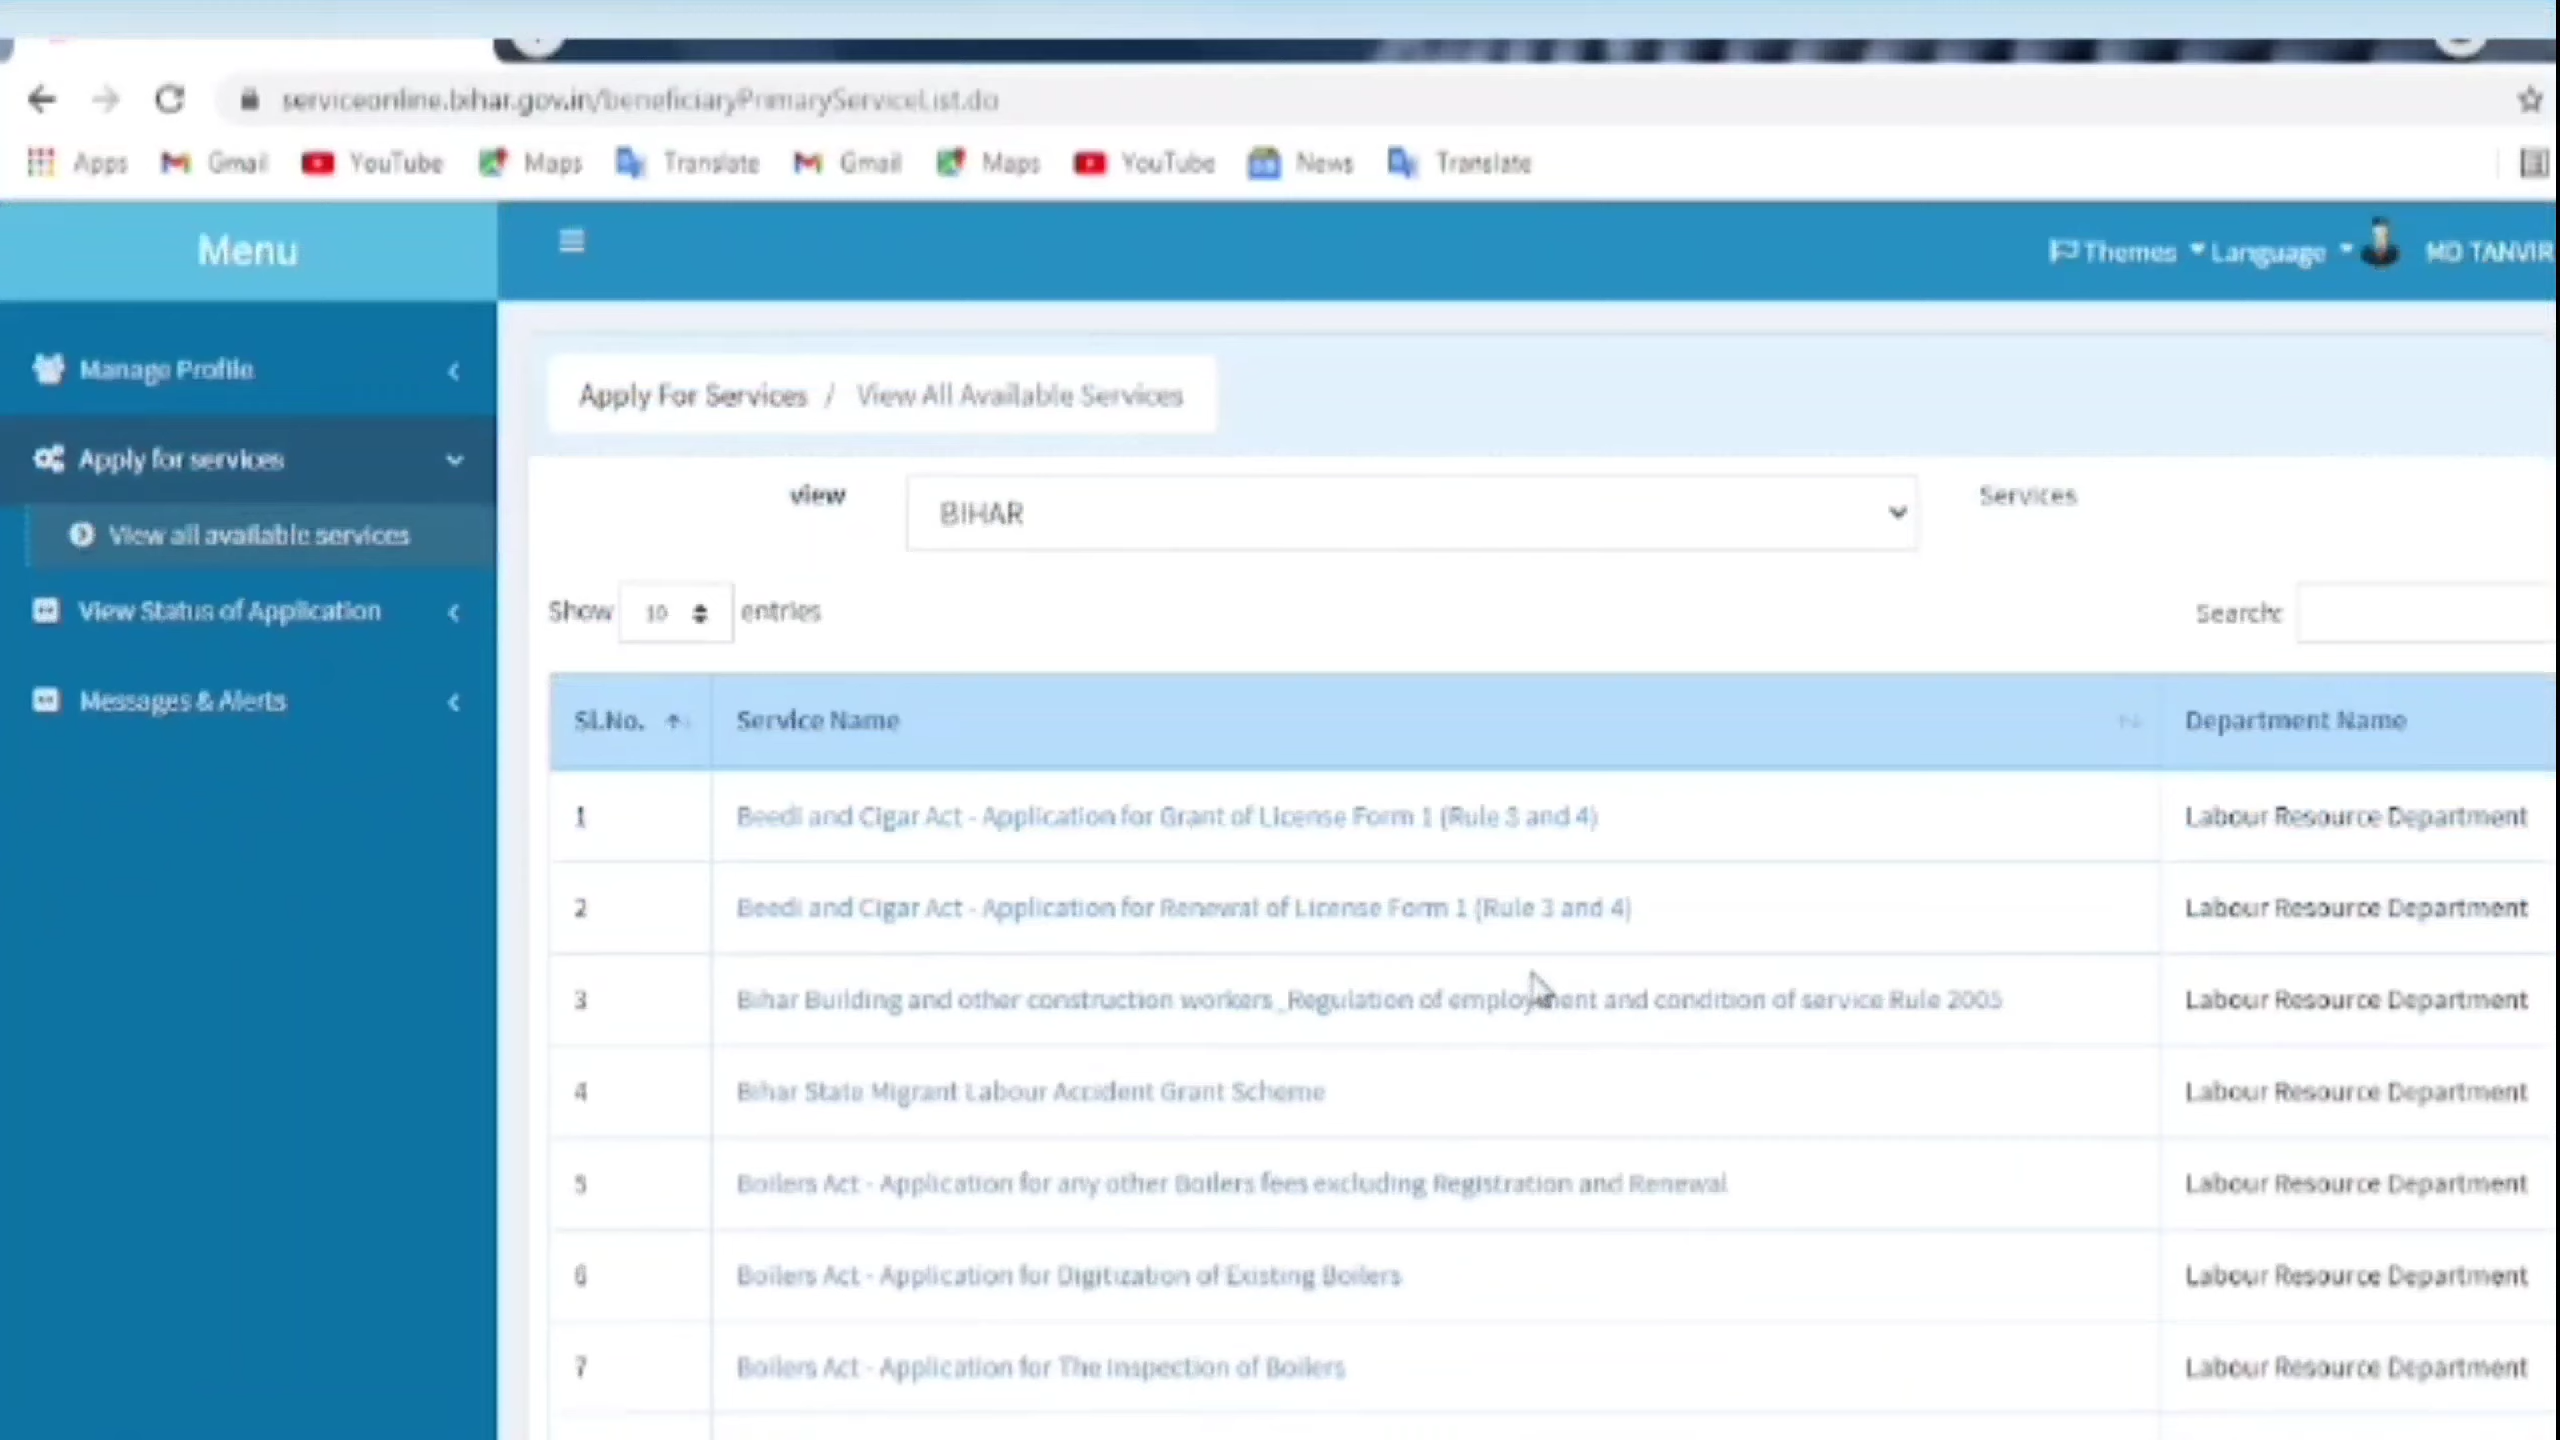 serviceonline.bihar.gov.in/beneficiaryPrimaryServiceList.do
Apps Gmail YouTube Maps Translate Gmail Maps YouTube News Translate
Menu
Themes Language MD TANVIR
Manage Profile
Apply for services
View all available services
View Status of Application
Messages & Alerts
Apply For Services / View All Available Services
view BIHAR Services
Show 10 entries Search:
Sl.No. Service Name Department Name
1 Beedi and Cigar Act - Application for Grant of License Form 1 (Rule 3 and 4) Labour Resource Department
2 Beedi and Cigar Act - Application for Renewal of License Form 1 (Rule 3 and 4) Labour Resource Department
3 Bihar Building and other construction workers_Regulation of employment and condition of service Rule 2005 Labour Resource Department
4 Bihar State Migrant Labour Accident Grant Scheme Labour Resource Department
5 Boilers Act - Application for any other Boilers fees excluding Registration and Renewal Labour Resource Department
6 Boilers Act - Application for Digitization of Existing Boilers Labour Resource Department
7 Boilers Act - Application for The Inspection of Boilers Labour Resource Department